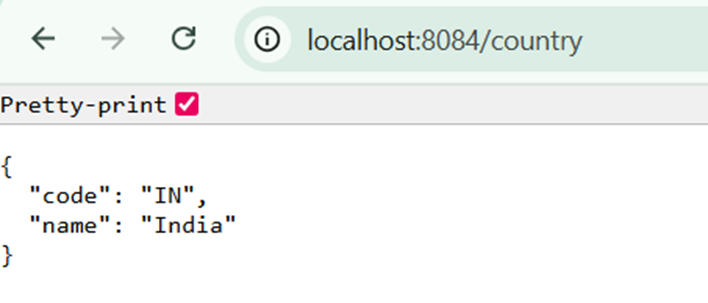 localhost:8084/country
Pretty-print
{
  "code": "IN",
  "name": "India"
}